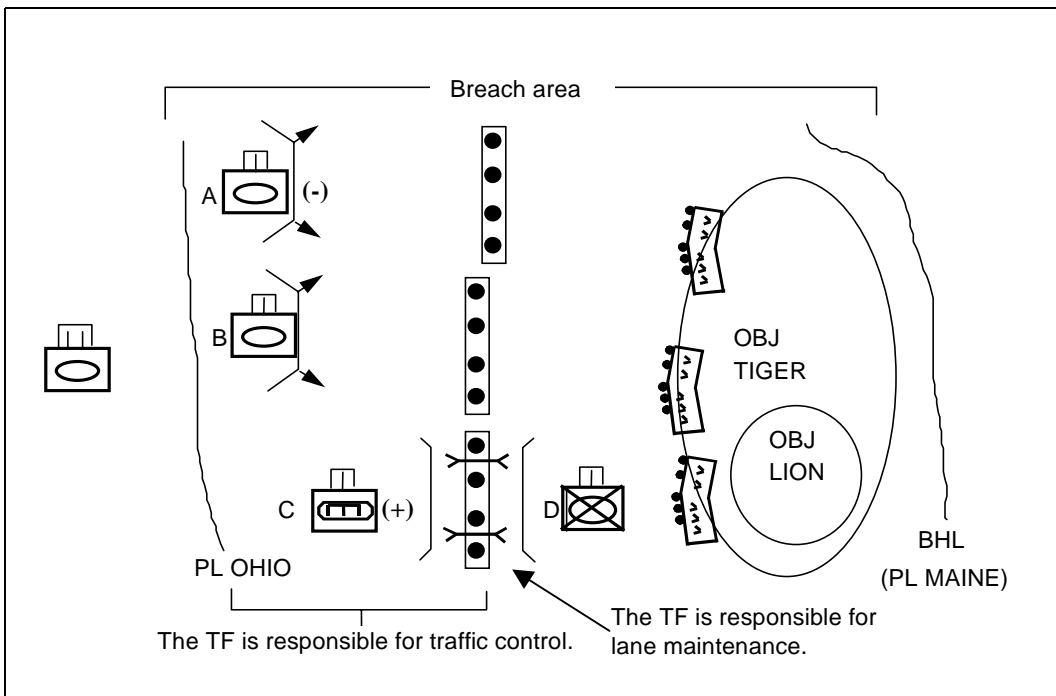 Breach area
A
(-)
B
OBJ
TIGER
OBJ
LION
C
(+)
D
BHL
(PL MAINE)
PL OHIO
The TF is responsible for traffic control.
The TF is responsible for
lane maintenance.